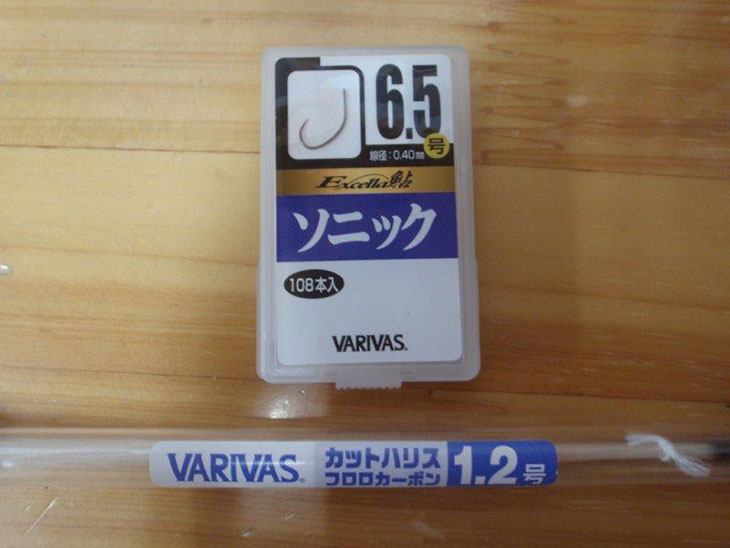 6.5号
線径:0.40mm
Excella鮎
ソニック
108本入
VARIVAS®
VARIVAS® カットハリス 1.2号
フロロカーボン